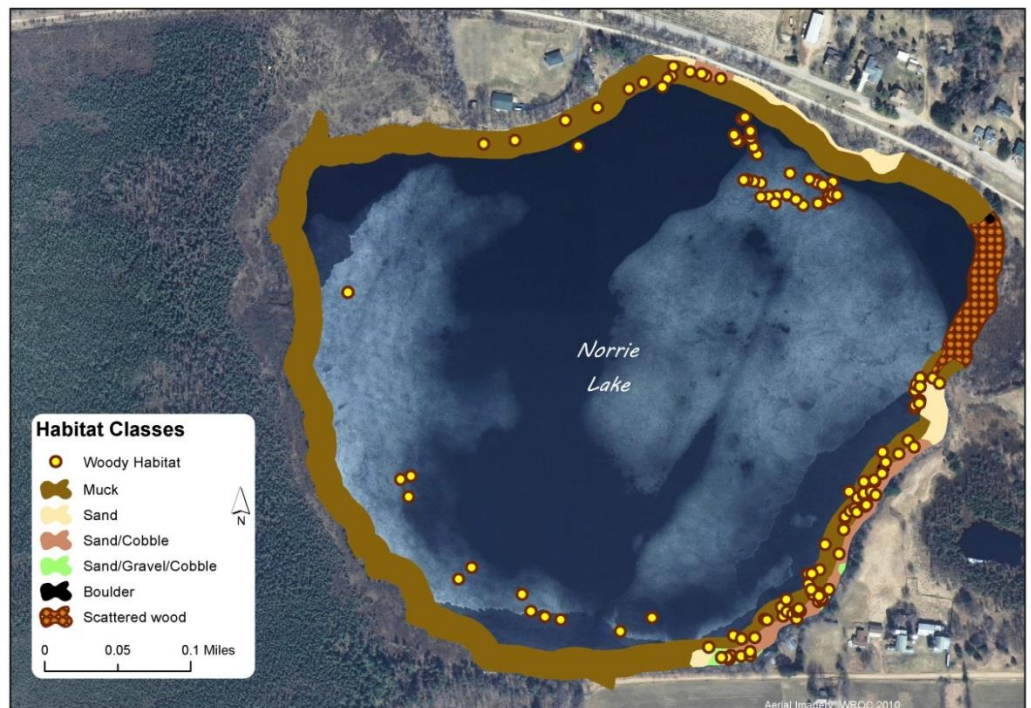 Norrie
Lake
Habitat Classes
Woody Habitat
Muck
Sand
Sand/Cobble
Sand/Gravel/Cobble
Boulder
Scattered wood
N
0 0.05 0.1 Miles
Aerial Imagery: WROC 2010